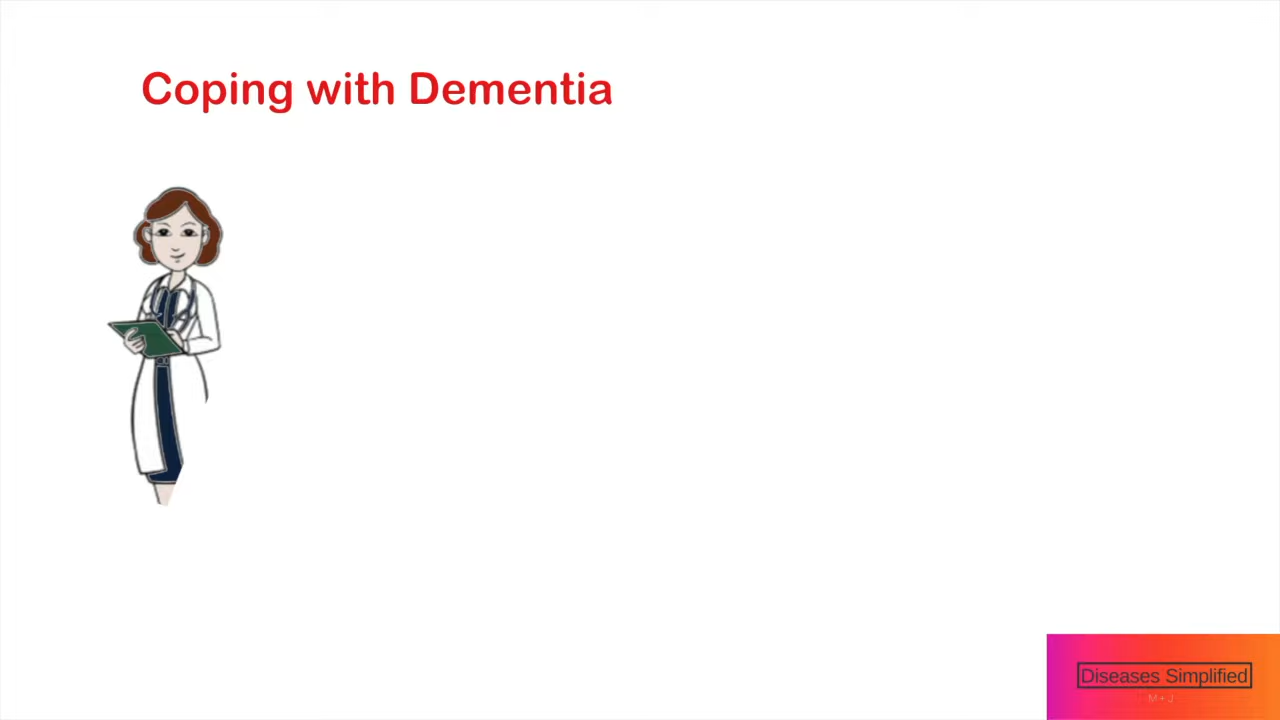 Coping with Dementia
Diseases Simplified
M + J